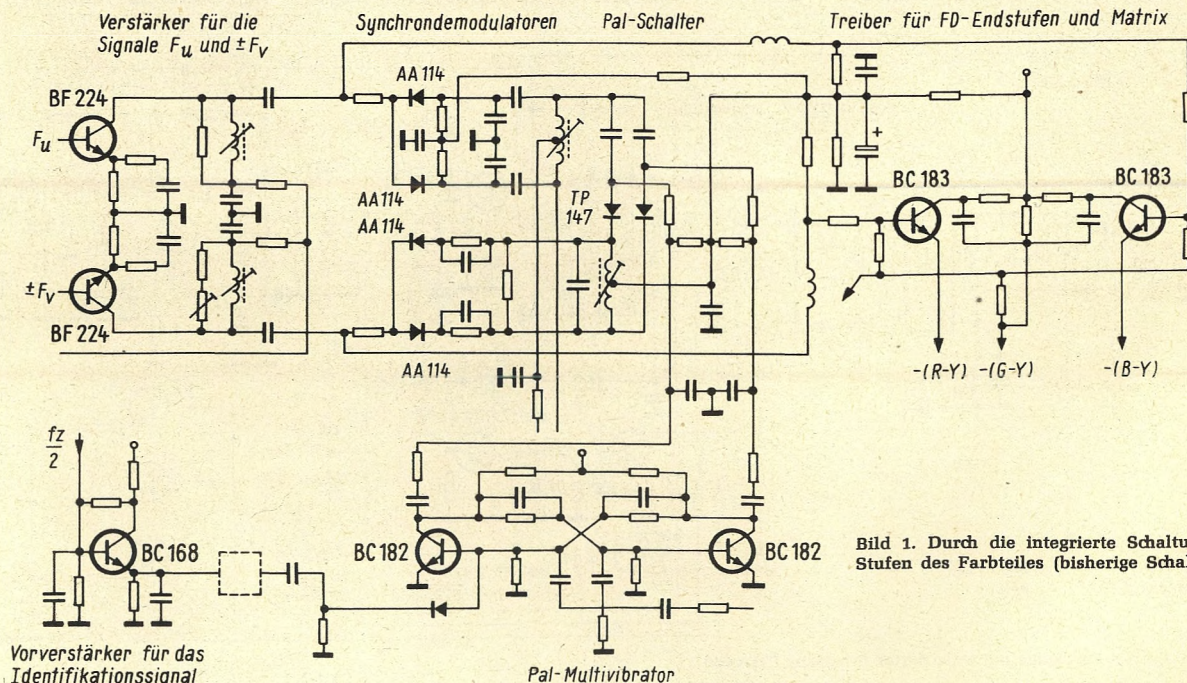 Verstärker für die
Signale Fu und ±Fv
Synchrondemodulatoren
Pal-Schalter
Treiber für FD-Endstufen und Matrix
BF 224
Fu
±Fv
BF 224
AA 114
AA 114
AA 114
AA 114
TP
147
+
BC 183
BC 183
-(R-Y)
-(G-Y)
-(B-Y)
fz
2
BC 168
BC 182
BC 182
Vorverstärker für das
Identifikationssignal
Pal-Multivibrator
Bild 1. Durch die integrierte
Stufen des Farbteiles (bisherige